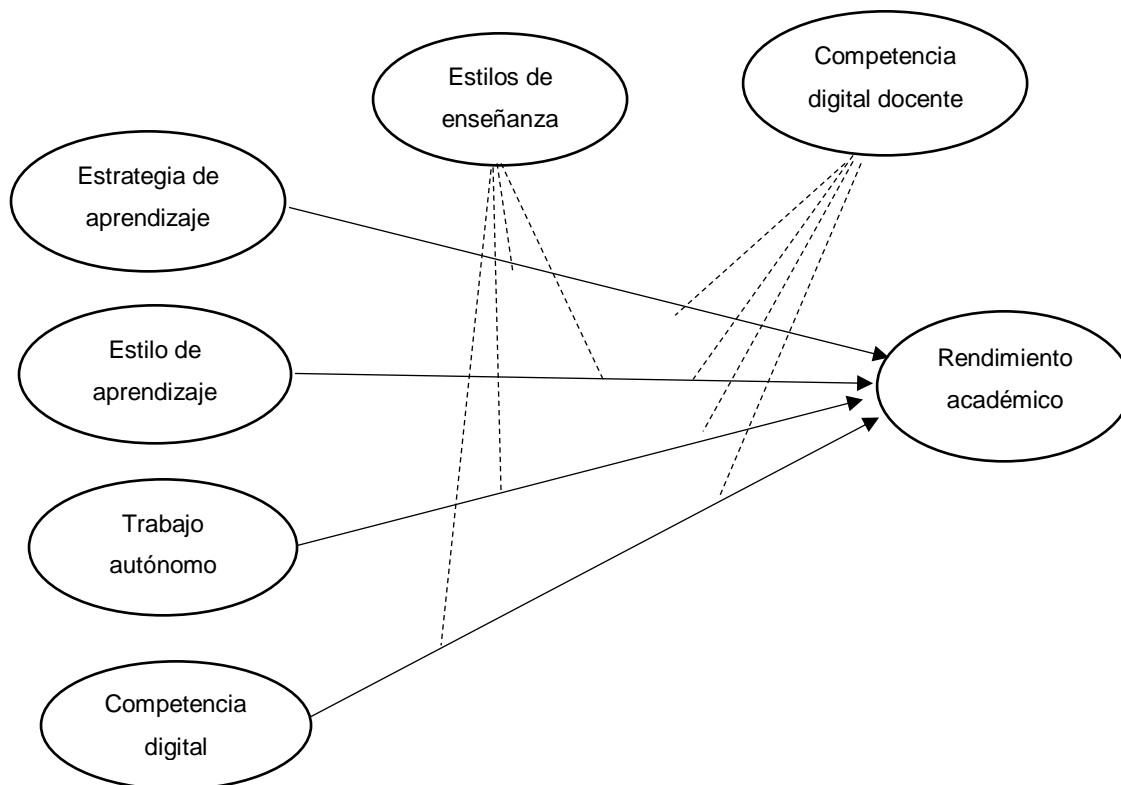 Estilos de
enseñanza
Competencia
digital docente
Estrategia de
aprendizaje
Estilo de
aprendizaje
Rendimiento
académico
Trabajo
autónomo
Competencia
digital